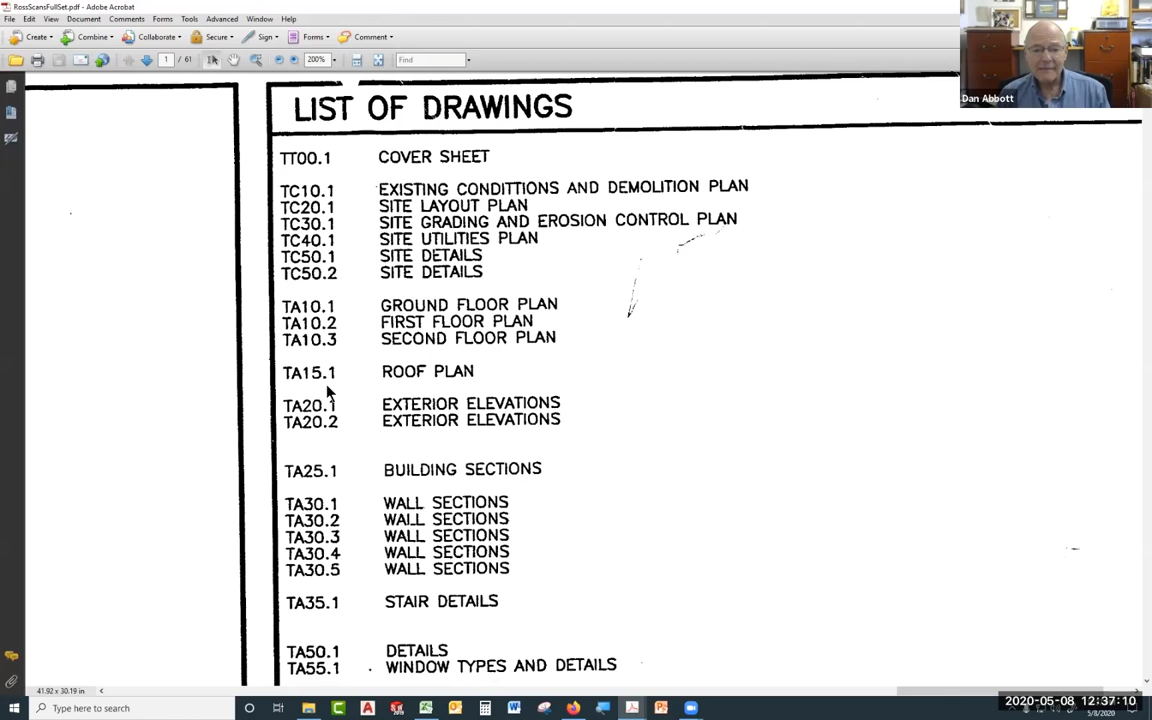 RossScansFullSet.pdf - Adobe Acrobat
File Edit View Document Comments Forms Tools Advanced Window Help
Create Combine Collaborate Secure Sign Forms Comment
1 / 61 200% Find
Dan Abbott
LIST OF DRAWINGS
TT00.1 COVER SHEET
TC10.1 EXISTING CONDITTIONS AND DEMOLITION PLAN
TC20.1 SITE LAYOUT PLAN
TC30.1 SITE GRADING AND EROSION CONTROL PLAN
TC40.1 SITE UTILITIES PLAN
TC50.1 SITE DETAILS
TC50.2 SITE DETAILS
TA10.1 GROUND FLOOR PLAN
TA10.2 FIRST FLOOR PLAN
TA10.3 SECOND FLOOR PLAN
TA15.1 ROOF PLAN
TA20.1 EXTERIOR ELEVATIONS
TA20.2 EXTERIOR ELEVATIONS
TA25.1 BUILDING SECTIONS
TA30.1 WALL SECTIONS
TA30.2 WALL SECTIONS
TA30.3 WALL SECTIONS
TA30.4 WALL SECTIONS
TA30.5 WALL SECTIONS
TA35.1 STAIR DETAILS
TA50.1 DETAILS
TA55.1 WINDOW TYPES AND DETAILS
41.92 x 30.19 in
Type here to search
2020-05-08 12:37:10
5/8/2020